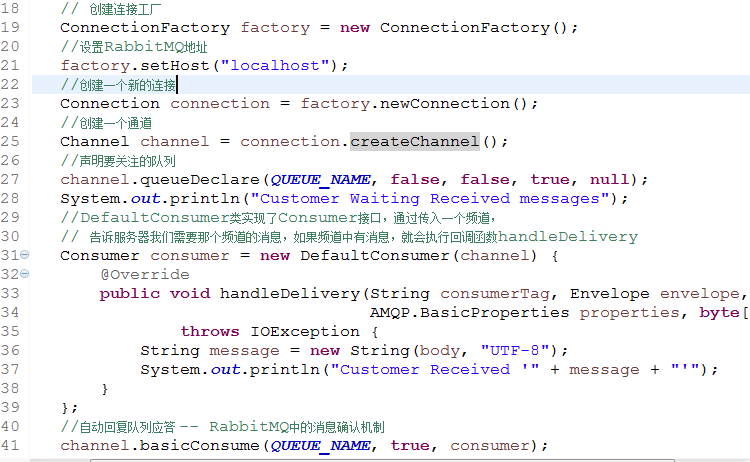 18 // 创建连接工厂
19 ConnectionFactory factory = new ConnectionFactory();
20 //设置RabbitMQ地址
21 factory.setHost("localhost");
22 //创建一个新的连接
23 Connection connection = factory.newConnection();
24 //创建一个通道
25 Channel channel = connection.createChannel();
26 //声明要关注的队列
27 channel.queueDeclare(QUEUE_NAME, false, false, true, null);
28 System.out.println("Customer Waiting Received messages");
29 //DefaultConsumer类实现了Consumer接口，通过传入一个频道，
30 // 告诉服务器我们需要那个频道的消息，如果频道中有消息，就会执行回调函数handleDelivery
31 Consumer consumer = new DefaultConsumer(channel) {
32 @Override
33 public void handleDelivery(String consumerTag, Envelope envelope,
34 AMQP.BasicProperties properties, byte[
35 throws IOException {
36 String message = new String(body, "UTF-8");
37 System.out.println("Customer Received '" + message + "'");
38 }
39 };
40 //自动回复队列应答 -- RabbitMQ中的消息确认机制
41 channel.basicConsume(QUEUE_NAME, true, consumer);